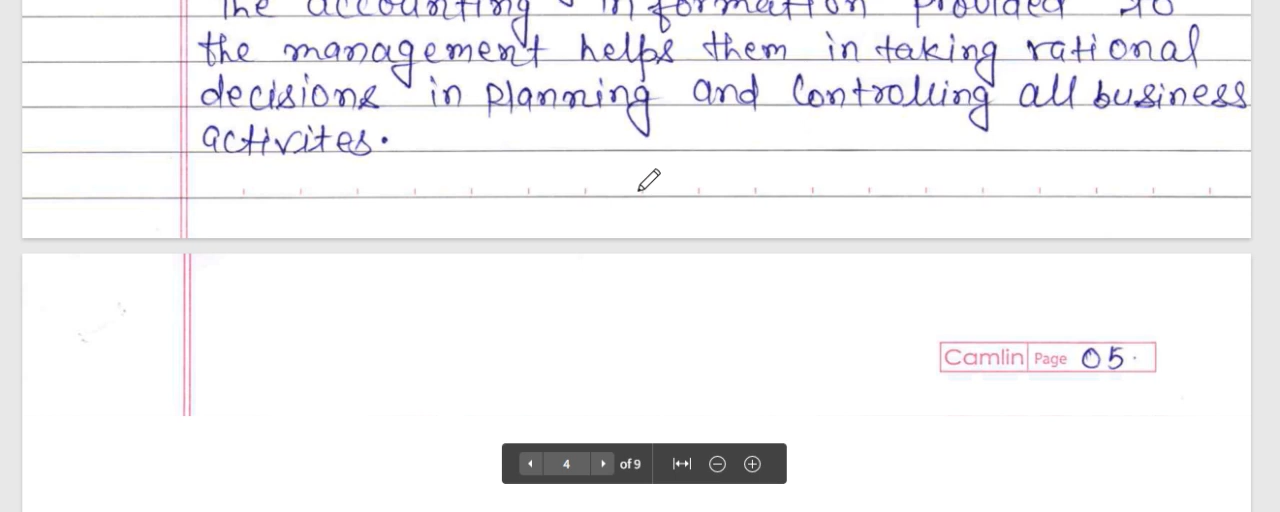 The accounting information provided to
the management helps them in taking rational
decisions in planning and controlling all business
activites.
Camlin Page 05.
4 of 9